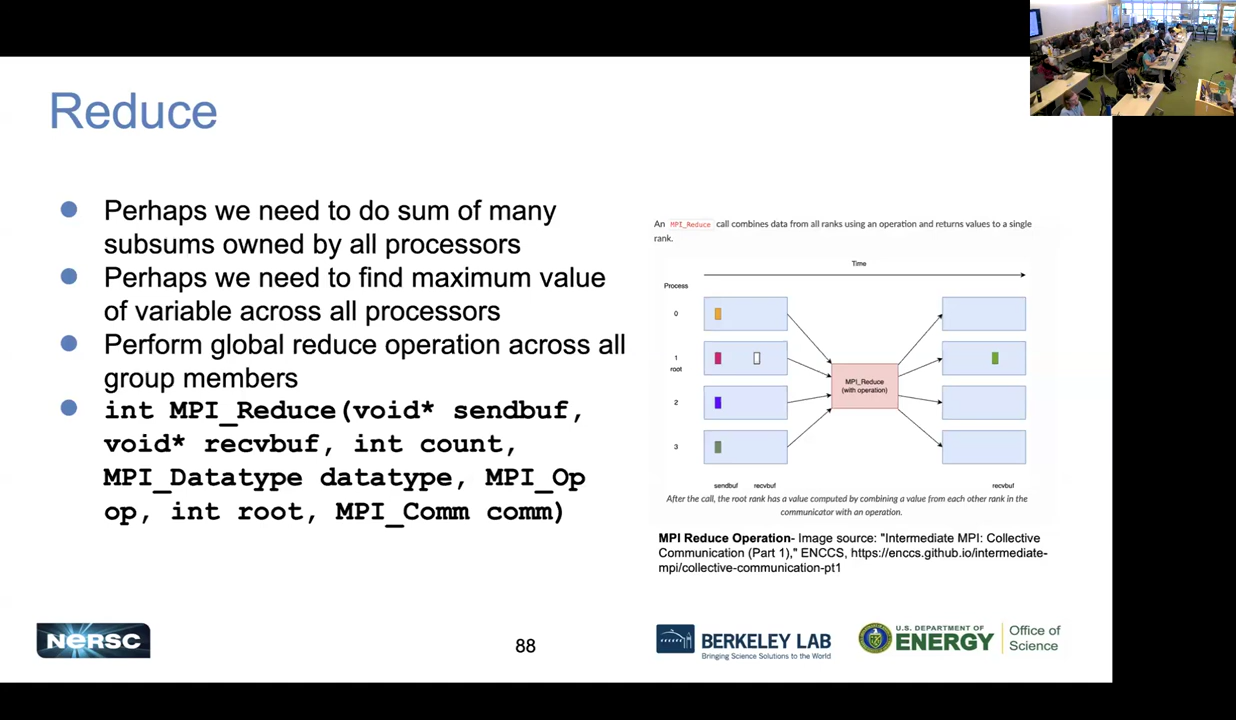 Reduce
Perhaps we need to do sum of many
subsums owned by all processors
Perhaps we need to find maximum value
of variable across all processors
Perform global reduce operation across all
group members
int MPI_Reduce(void* sendbuf,
void* recvbuf, int count,
MPI_Datatype datatype, MPI_Op
op, int root, MPI_Comm comm)
An MPI_Reduce call combines data from all ranks using an operation and returns values to a single
rank.
Time
Process
0
1
root
2
3
MPI_Reduce
(with operation)
sendbuf recvbuf recvbuf
After the call, the root rank has a value computed by combining a value from each other rank in the
communicator with an operation.
MPI Reduce Operation- Image source: "Intermediate MPI: Collective
Communication (Part 1)," ENCCS, https://enccs.github.io/intermediate-
mpi/collective-communication-pt1
NERSC
88
BERKELEY LAB
Bringing Science Solutions to the World
U.S. DEPARTMENT OF
ENERGY
Office of
Science